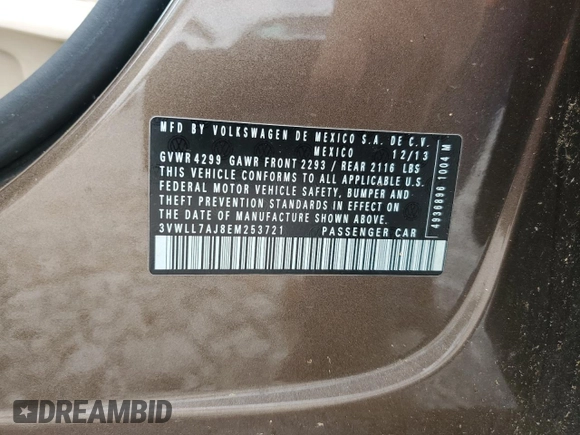 MFD BY VOLKSWAGEN DE MEXICO S.A. DE C.V.
MEXICO 12/13
GVWR 4299 GAWR FRONT 2293 / REAR 2116 LBS
THIS VEHICLE CONFORMS TO ALL APPLICABLE U.S.
FEDERAL MOTOR VEHICLE SAFETY, BUMPER AND
THEFT PREVENTION STANDARDS IN EFFECT ON
THE DATE OF MANUFACTURE SHOWN ABOVE.
3VWLL7AJ8EM253721 PASSENGER CAR
4936896 1004 M
DREAMBID